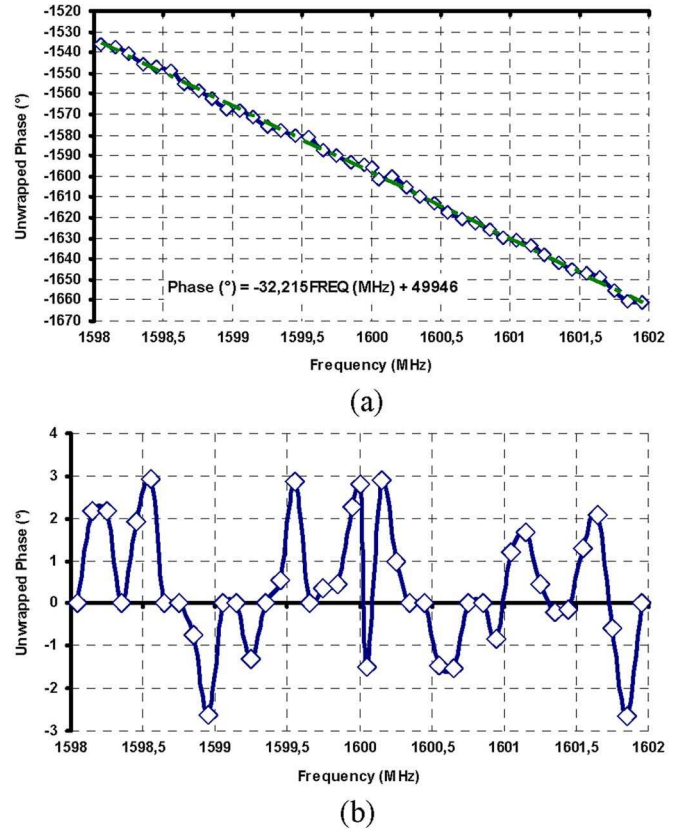 -1520
-1530
-1540
-1550
-1560
-1570
-1580
-1590
-1600
-1610
-1620
-1630
-1640
-1650
-1660
-1670
Unwrapped Phase (°)
Phase (°) = -32,215FREQ (MHz) + 49946
1598 1598,5 1599 1599,5 1600 1600,5 1601 1601,5 1602
Frequency (MHz)
(a)
4
3
2
1
0
-1
-2
-3
Unwrapped Phase (°)
1598 1598,5 1599 1599,5 1600 1600,5 1601 1601,5 1602
Frequency (MHz)
(b)